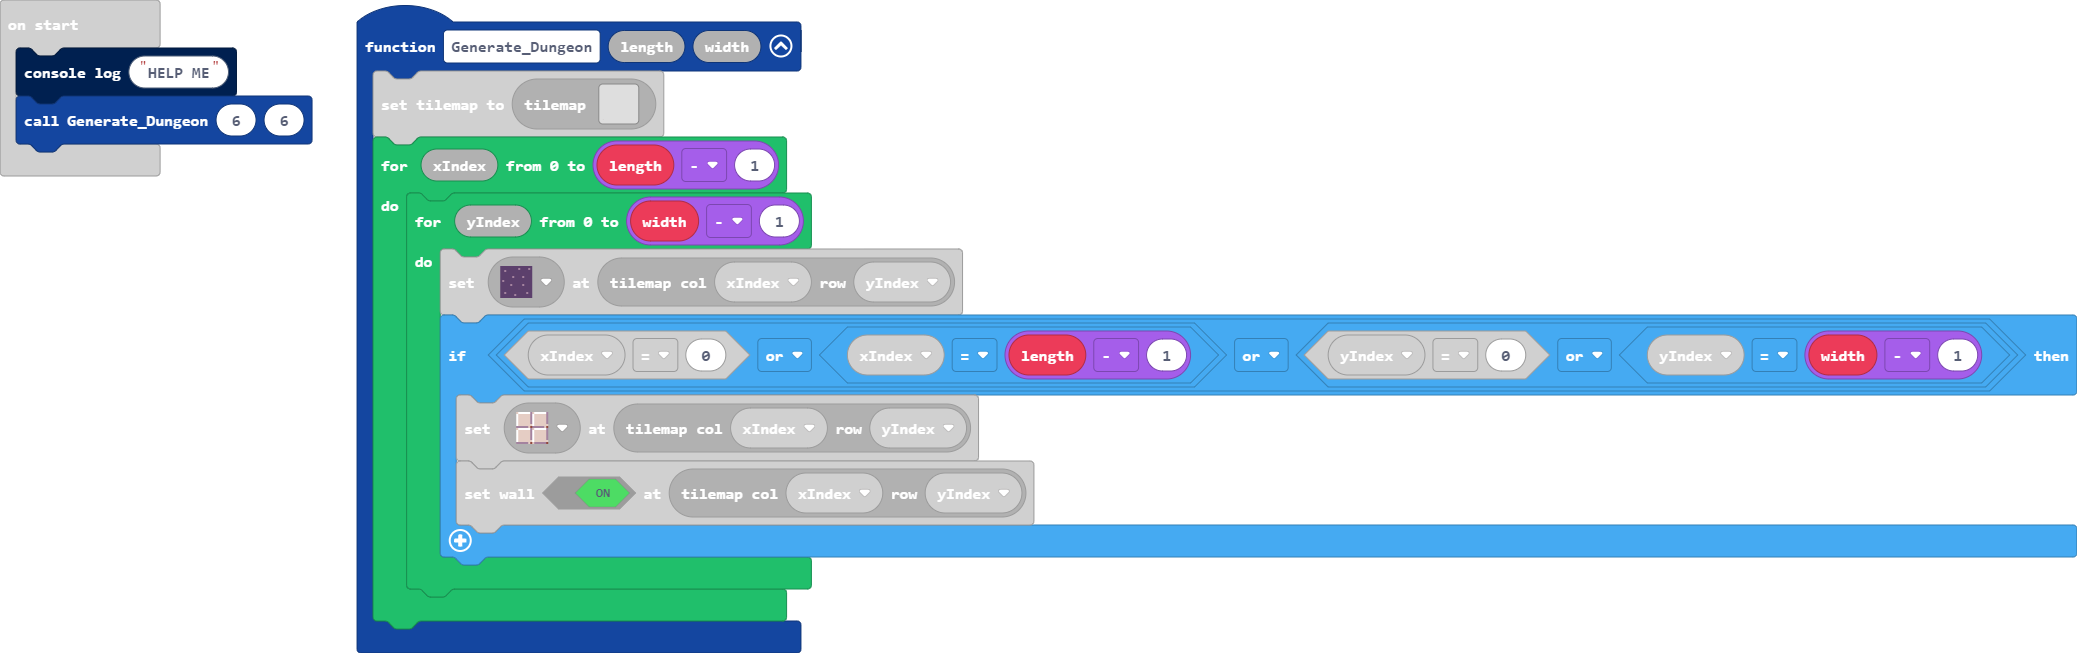 on start
console log "HELP ME"
call Generate_Dungeon 6 6
function Generate_Dungeon length width
set tilemap to tilemap
for xIndex from 0 to length - 1
do
for yIndex from 0 to width - 1
do
set at tilemap col xIndex row yIndex
if xIndex = 0 or xIndex = length - 1 or yIndex = 0 or yIndex = width - 1 then
set at tilemap col xIndex row yIndex
set wall ON at tilemap col xIndex row yIndex